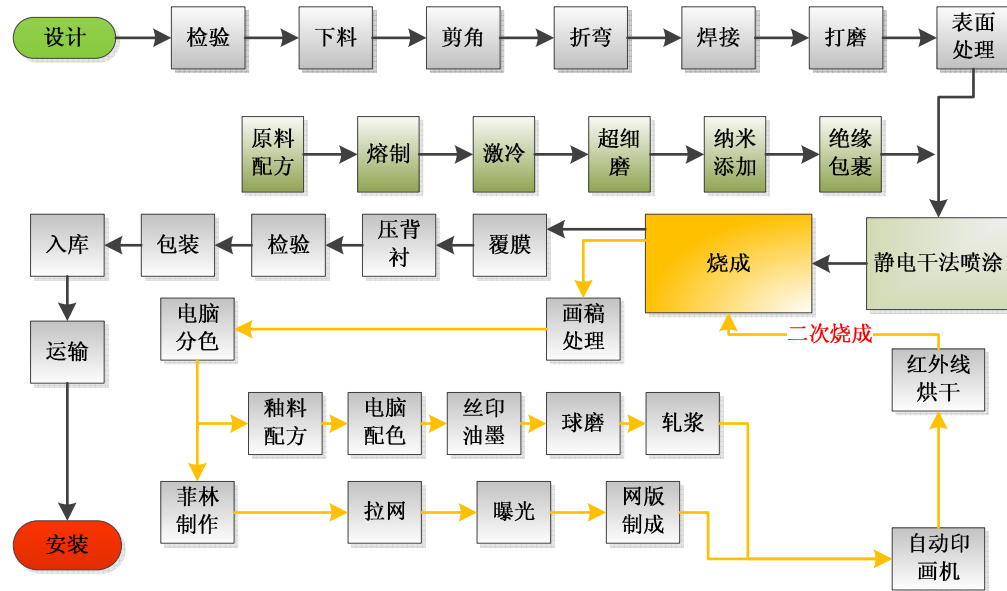 设计
检验
下料
剪角
折弯
焊接
打磨
表面
处理
原料
配方
熔制
激冷
超细
磨
纳米
添加
绝缘
包裹
入库
包装
检验
压背
衬
覆膜
烧成
静电干法喷涂
电脑
分色
画稿
处理
二次烧成
运输
红外线
烘干
釉料
配方
电脑
配色
丝印
油墨
球磨
轧浆
菲林
制作
拉网
曝光
网版
制成
安装
自动印
画机